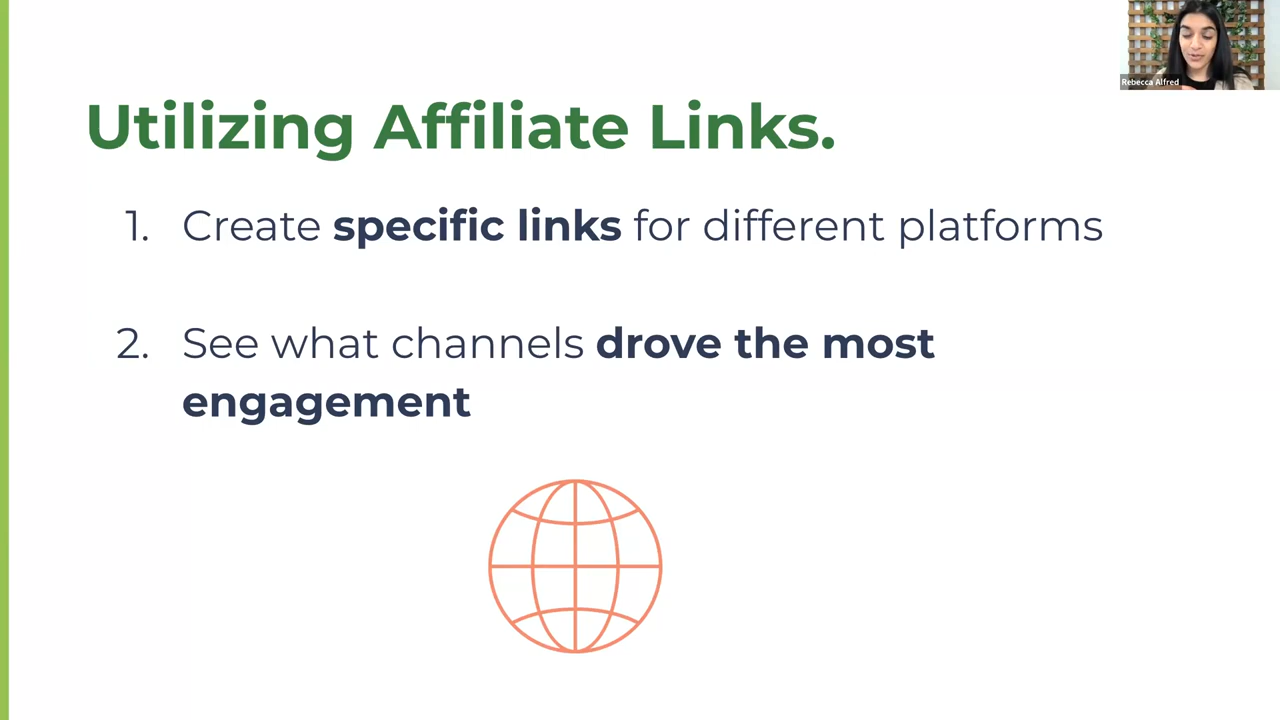 Rebecca Alfred
Utilizing Affiliate Links.
1. Create specific links for different platforms
2. See what channels drove the most
engagement